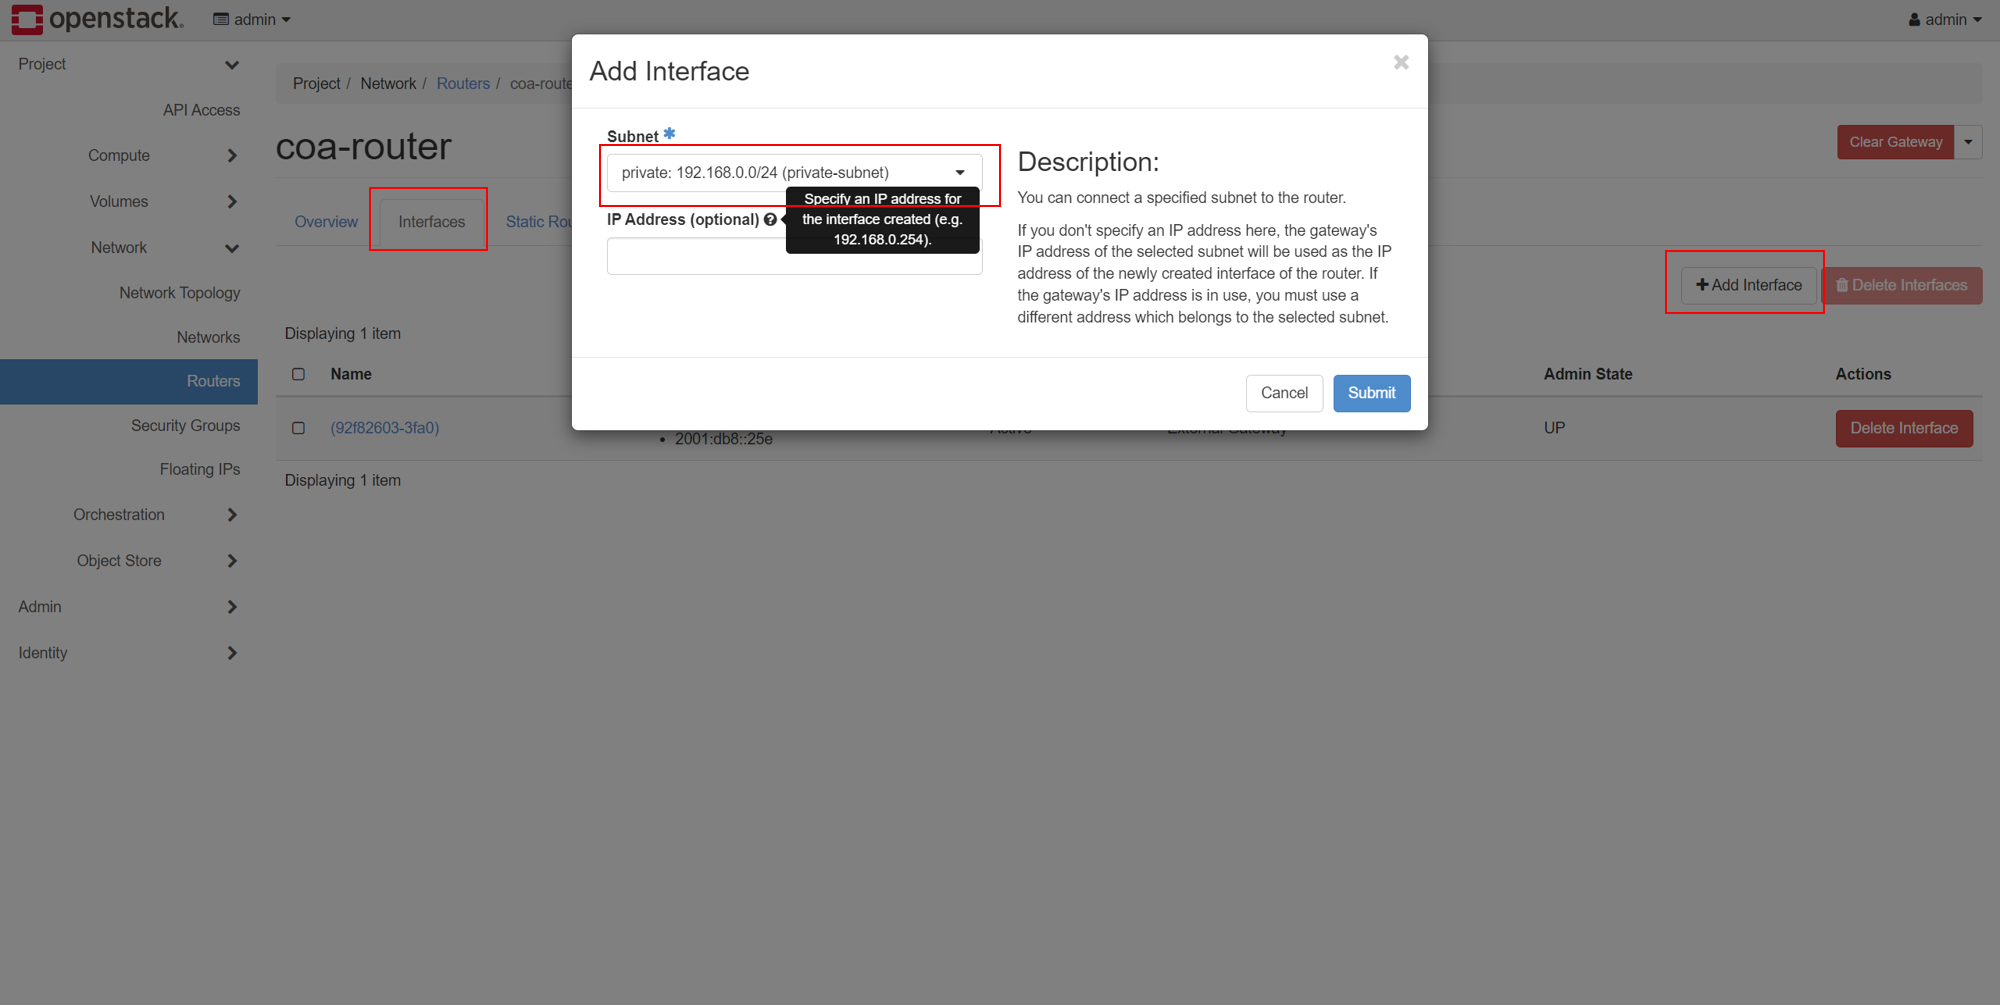 openstack.
admin
admin
Project
API Access
Compute
Volumes
Network
Network Topology
Networks
Routers
Security Groups
Floating IPs
Orchestration
Object Store
Admin
Identity
Project / Network / Routers / coa-route
coa-router
Clear Gateway
Overview
Interfaces
Static Rou
Add Interface
Delete Interfaces
Displaying 1 item
Name
Admin State
Actions
(92f82603-3fa0)
2001:db8::25e
Active
External Gateway
UP
Delete Interface
Displaying 1 item
Add Interface
Subnet *
private: 192.168.0.0/24 (private-subnet)
IP Address (optional)
Specify an IP address for
the interface created (e.g.
192.168.0.254).
Description:
You can connect a specified subnet to the router.
If you don't specify an IP address here, the gateway's
IP address of the selected subnet will be used as the IP
address of the newly created interface of the router. If
the gateway's IP address is in use, you must use a
different address which belongs to the selected subnet.
Cancel
Submit